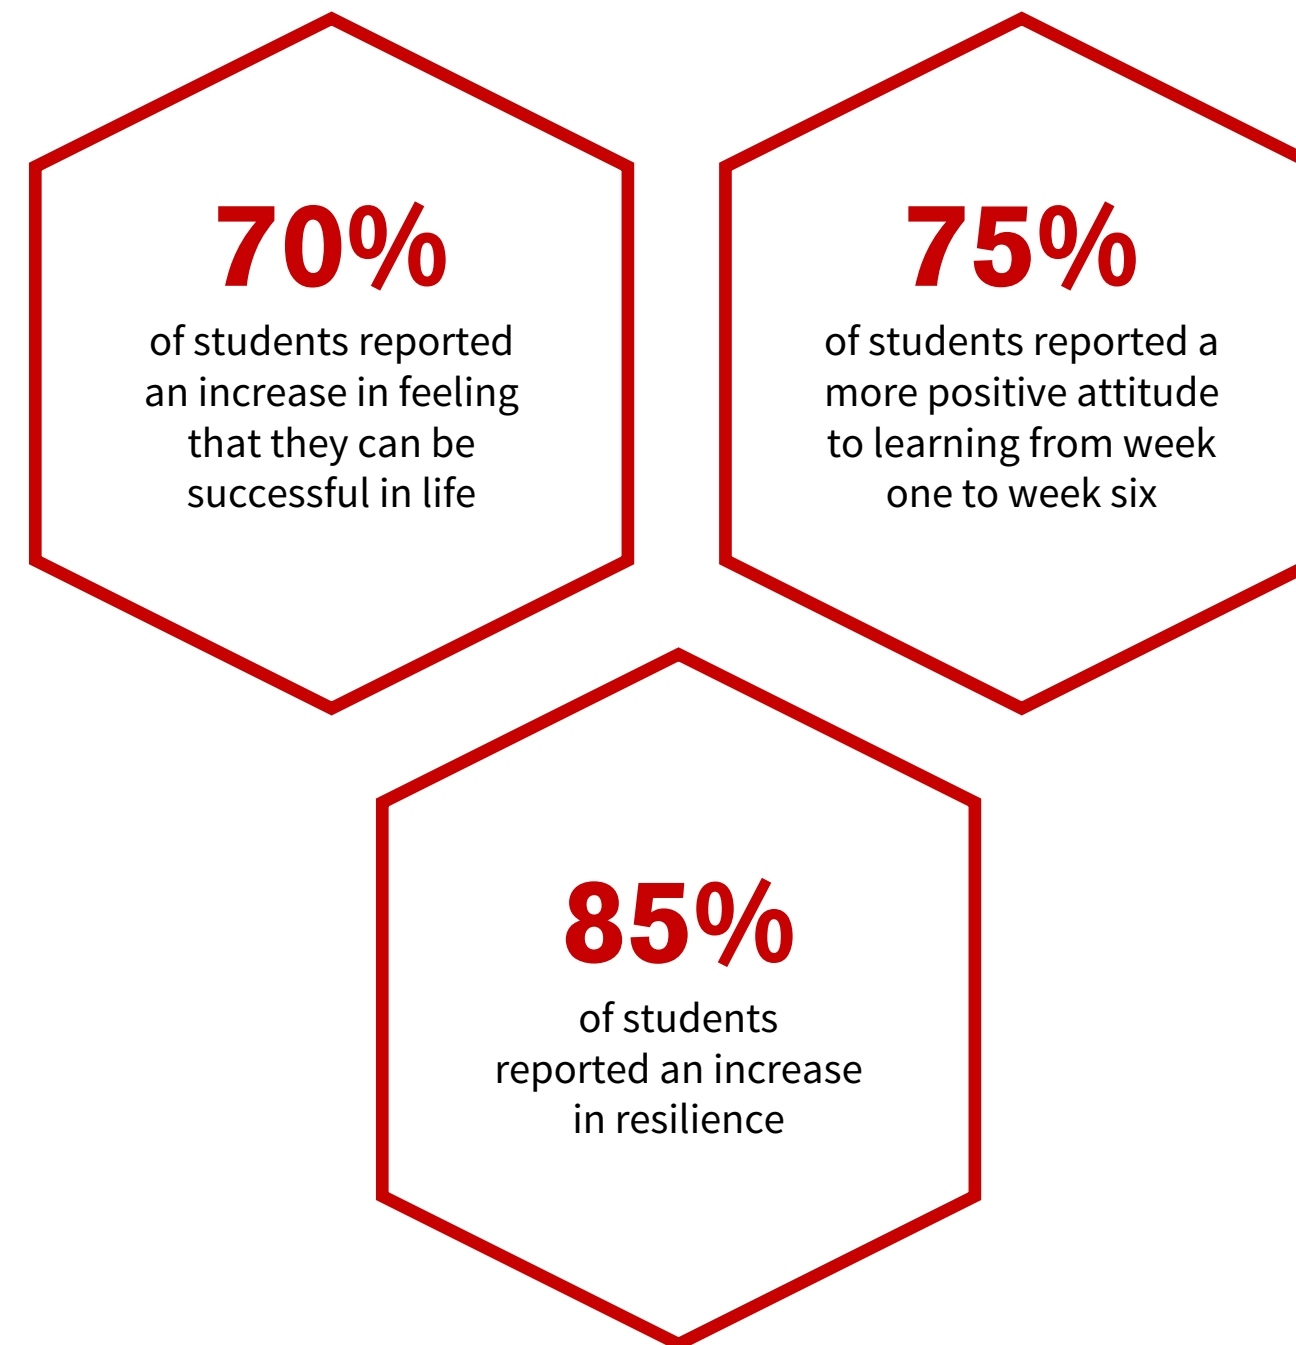 70%
of students reported
an increase in feeling
that they can be
successful in life
75%
of students reported a
more positive attitude
to learning from week
one to week six
85%
of students
reported an increase
in resilience